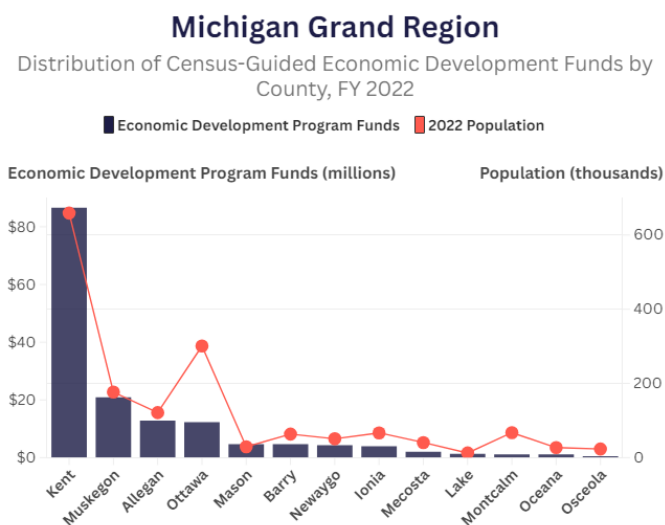 Michigan Grand Region
Distribution of Census-Guided Economic Development Funds by
County, FY 2022
Economic Development Program Funds 2022 Population
Economic Development Program Funds (millions) Population (thousands)
$80
$60
$40
$20
$0
600
400
200
0
Kent
Muskegon
Allegan
Ottawa
Mason
Barry
Newaygo
Ionia
Mecosta
Lake
Montcalm
Oceana
Osceola